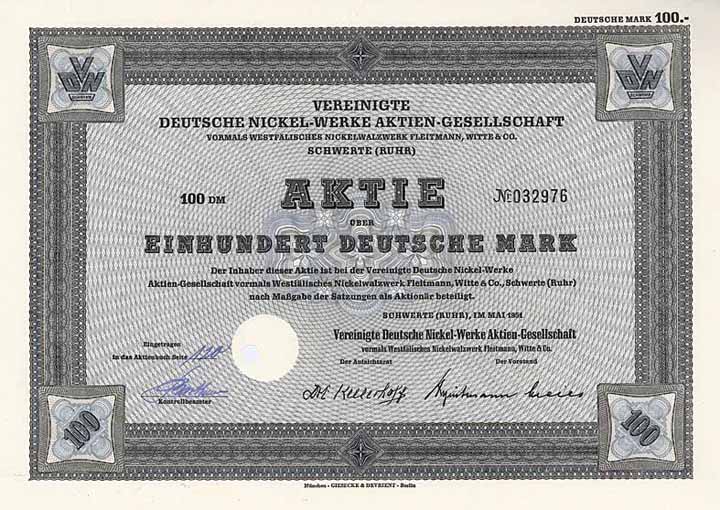 DEUTSCHE MARK 100.-
VDN
VDN
VEREINIGTE
DEUTSCHE NICKEL-WERKE AKTIEN-GESELLSCHAFT
VORMALS WESTFÄLISCHES NICKELWALZWERK FLEITMANN, WITTE & CO.
SCHWERTE (RUHR)
100 DM AKTIE № 032976
ÜBER
EINHUNDERT DEUTSCHE MARK
Der Inhaber dieser Aktie ist bei der Vereinigte Deutsche Nickel-Werke
Aktien-Gesellschaft vormals Westfälisches Nickelwalzwerk Fleitmann, Witte & Co., Schwerte (Ruhr)
nach Maßgabe der Satzungen als Aktionär beteiligt.
SCHWERTE (RUHR), IM MAI 1951
Vereinigte Deutsche Nickel-Werke Aktien-Gesellschaft
vormals Westfälisches Nickelwalzwerk Fleitmann, Witte & Co.
Der Aufsichtsrat Der Vorstand
Eingetragen
In das Aktienbuch Seite 120
Kontrollbeamter
100
100
München - GIESECKE & DEVRIENT - Berlin